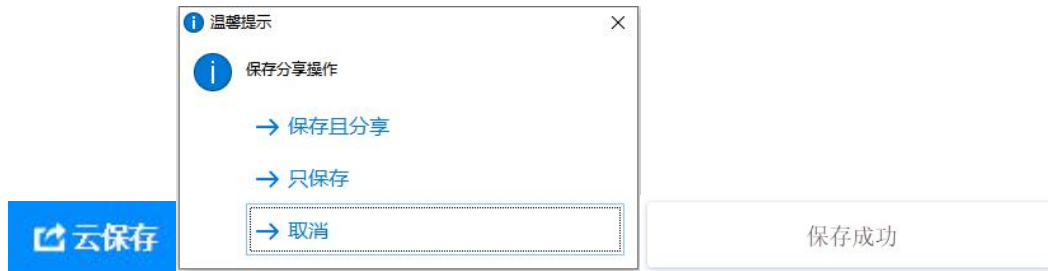 温馨提示
保存分享操作
→ 保存且分享
→ 只保存
→ 取消
云保存
保存成功